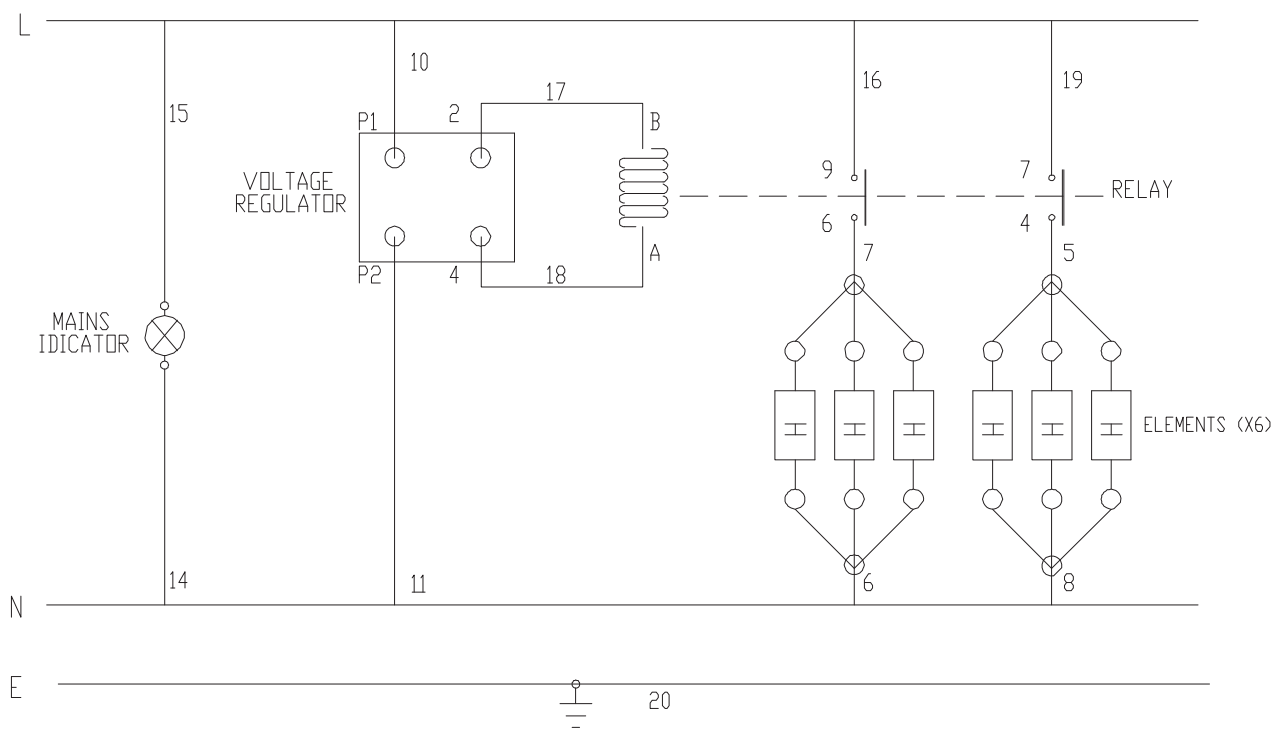 L
10
16
19
15
17
P1
2
B
9
7
VOLTAGE
REGULATOR
RELAY
6
4
P2
4
18
A
7
5
MAINS
IDICATOR
ELEMENTS (X6)
H
H
H
H
H
H
14
11
6
8
N
E
20